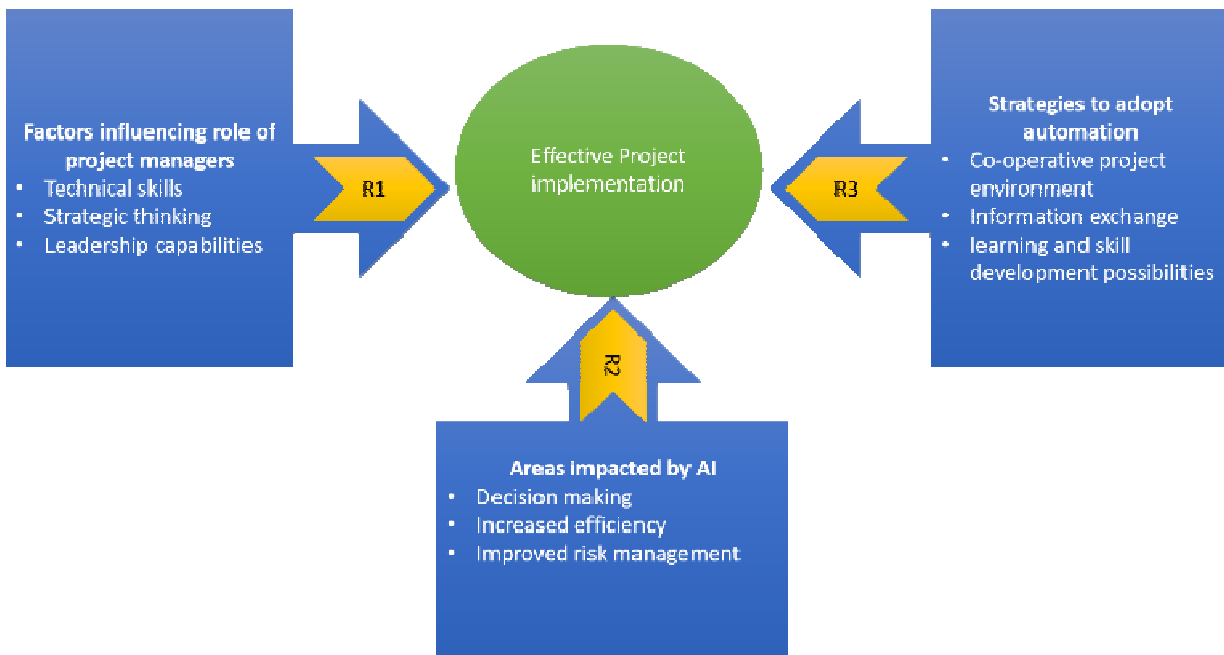 Factors influencing role of
project managers
• Technical skills
• Strategic thinking
• Leadership capabilities
R1
Effective Project
implementation
R3
Strategies to adopt
automation
• Co-operative project
environment
• Information exchange
• learning and skill
development possibilities
R2
Areas impacted by AI
• Decision making
• Increased efficiency
• Improved risk management